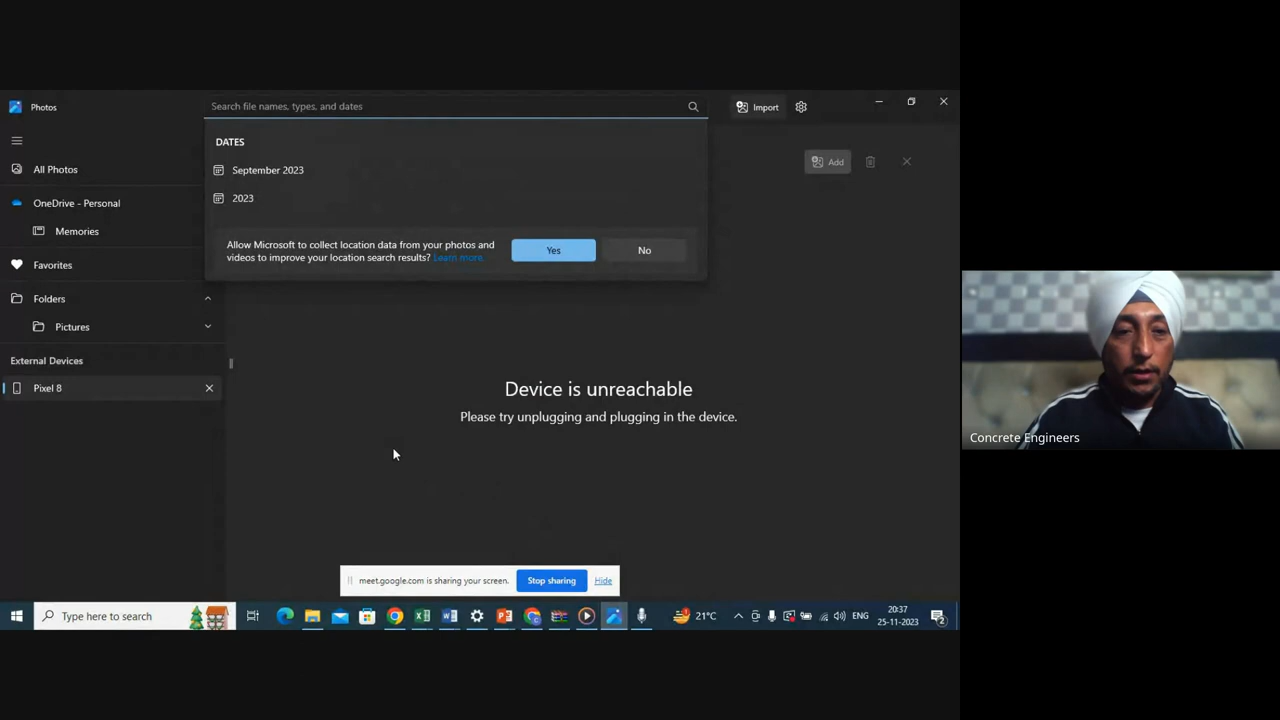 Photos
Search file names, types, and dates
Import
DATES
September 2023
2023
Allow Microsoft to collect location data from your photos and
videos to improve your location search results? Learn more.
Yes
No
Add
All Photos
OneDrive - Personal
Memories
Favorites
Folders
Pictures
External Devices
Pixel 8
Device is unreachable
Please try unplugging and plugging in the device.
Concrete Engineers
meet.google.com is sharing your screen.
Stop sharing
Hide
Type here to search
21°C
ENG
20:37
25-11-2023
2